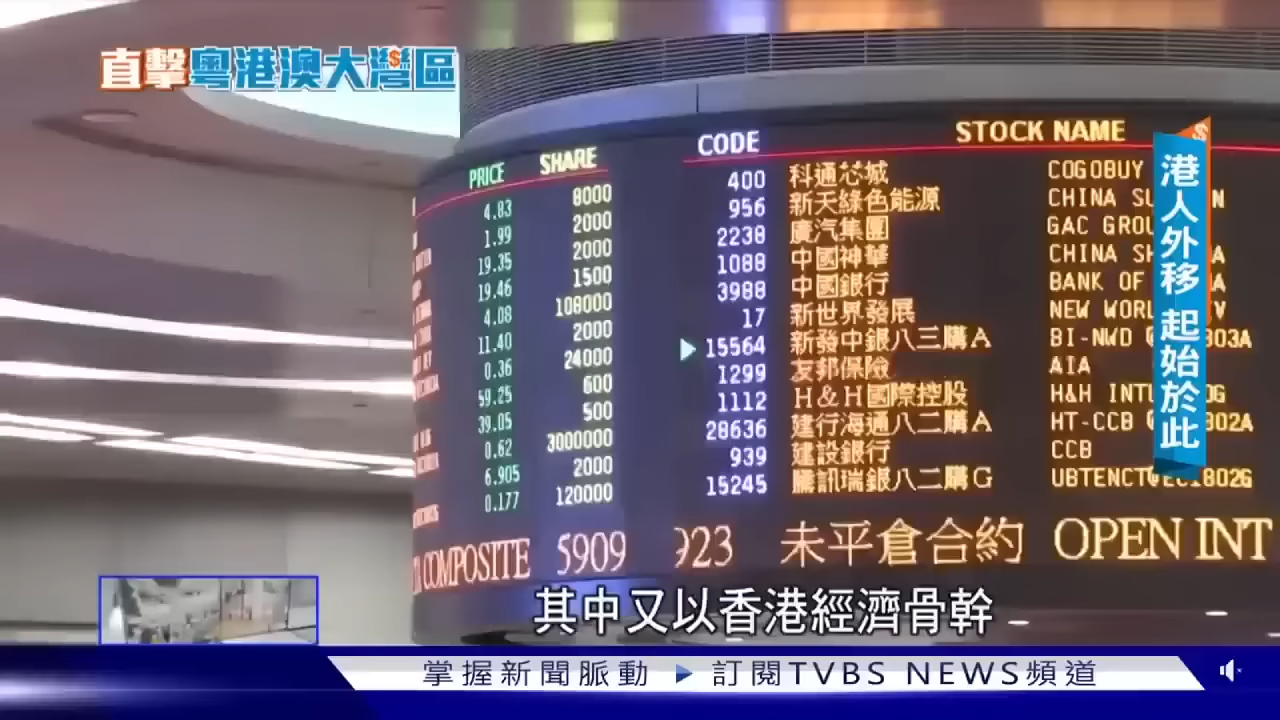 直擊粵港澳大灣區
港人外移 起始於此
PRICE SHARE CODE STOCK NAME
4.83 8000 400 科通芯城 COGOBUY
1.99 2000 956 新天綠色能源 CHINA
19.35 2000 2238 廣汽集團 GAC
19.46 1500 1088 中國神華 CHINA
4.08 108000 3988 中國銀行 BANK OF
11.40 2000 17 新世界發展 NEW
0.36 24000 15564 新發中銀八三購A BI-NWD
59.25 600 1299 友邦保險 AIA
39.05 500 1112 H&H國際控股 H&H
0.62 3000000 28636 建行海通八二購A HT-CCB
6.905 2000 939 建設銀行 CCB
0.177 120000 15245 騰訊瑞銀八二購G
COMPOSITE 5909 923 未平倉合約 OPEN INT
其中又以香港經濟骨幹
掌握新聞脈動 訂閱TVBS NEWS頻道